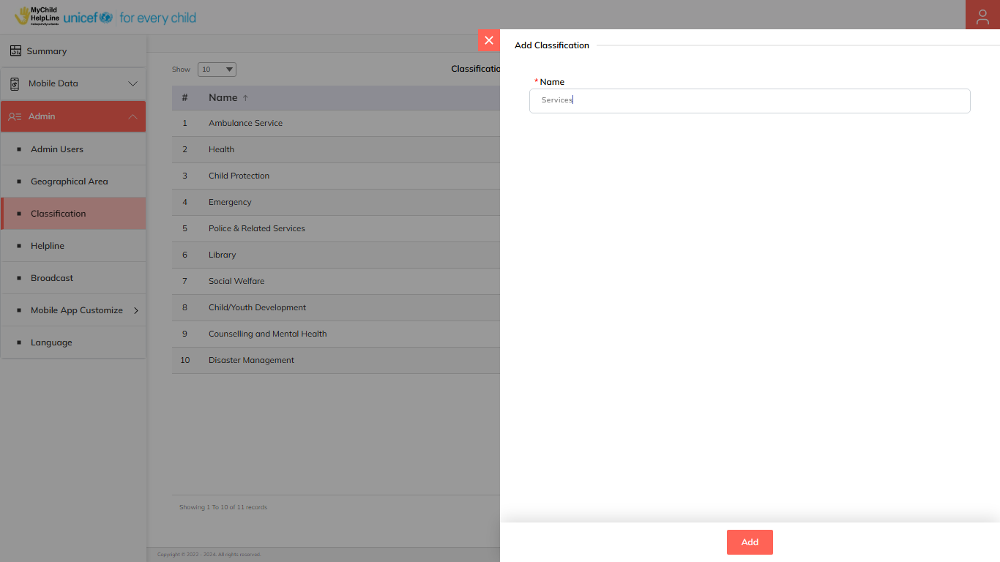 MyChild
HelpLine
unicef for every child
Summary
Mobile Data
Admin
Admin Users
Geographical Area
Classification
Helpline
Broadcast
Mobile App Customize
Language
Show 10
Classificatio
# Name ↑
1 Ambulance Service
2 Health
3 Child Protection
4 Emergency
5 Police & Related Services
6 Library
7 Social Welfare
8 Child/Youth Development
9 Counselling and Mental Health
10 Disaster Management
Showing 1 To 10 of 11 records
Copyright © 2022 - 2024. All rights reserved.
Add Classification
* Name
Services
Add